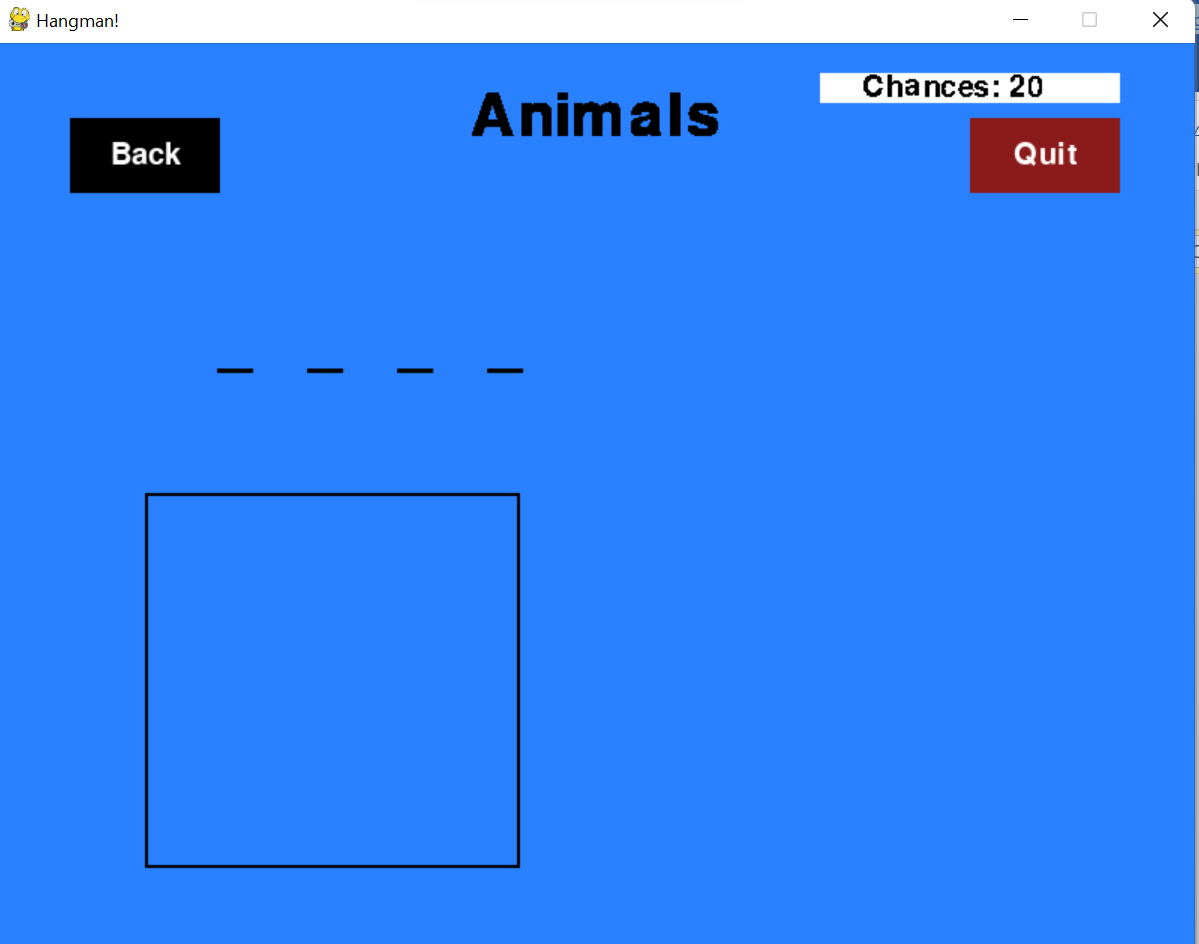 Hangman!
Chances: 20
Animals
Back
Quit
_ _ _ _